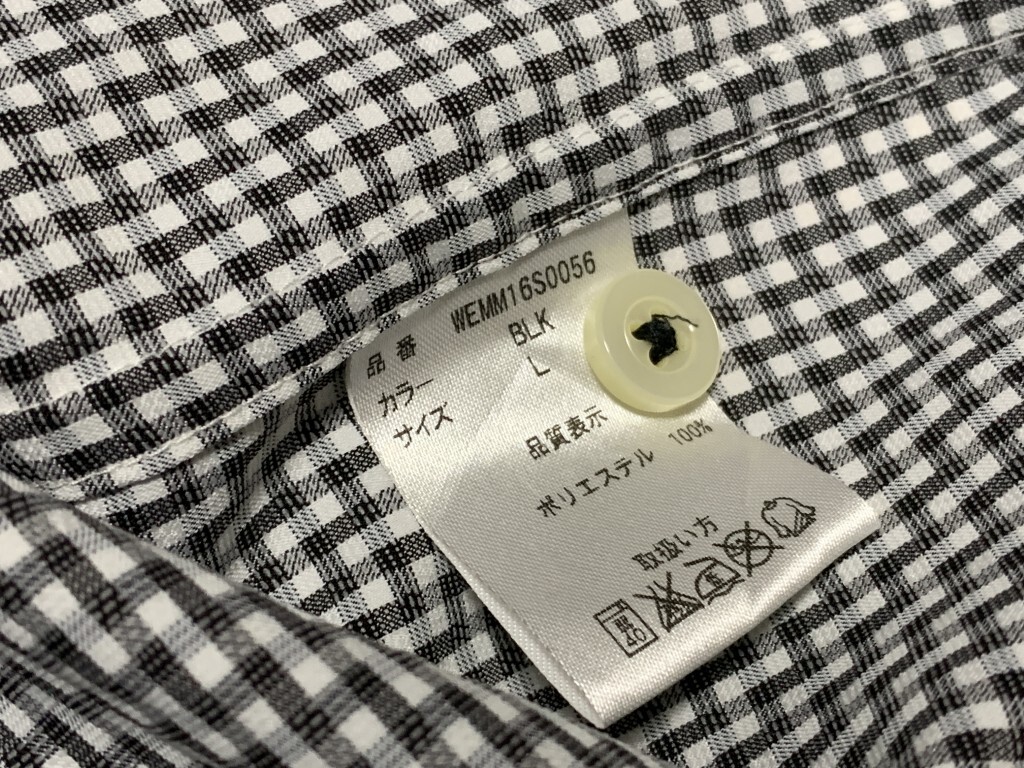 品番 WEMM16S0056
カラー BLK
サイズ L
品質表示
ポリエステル 100%
取扱い方